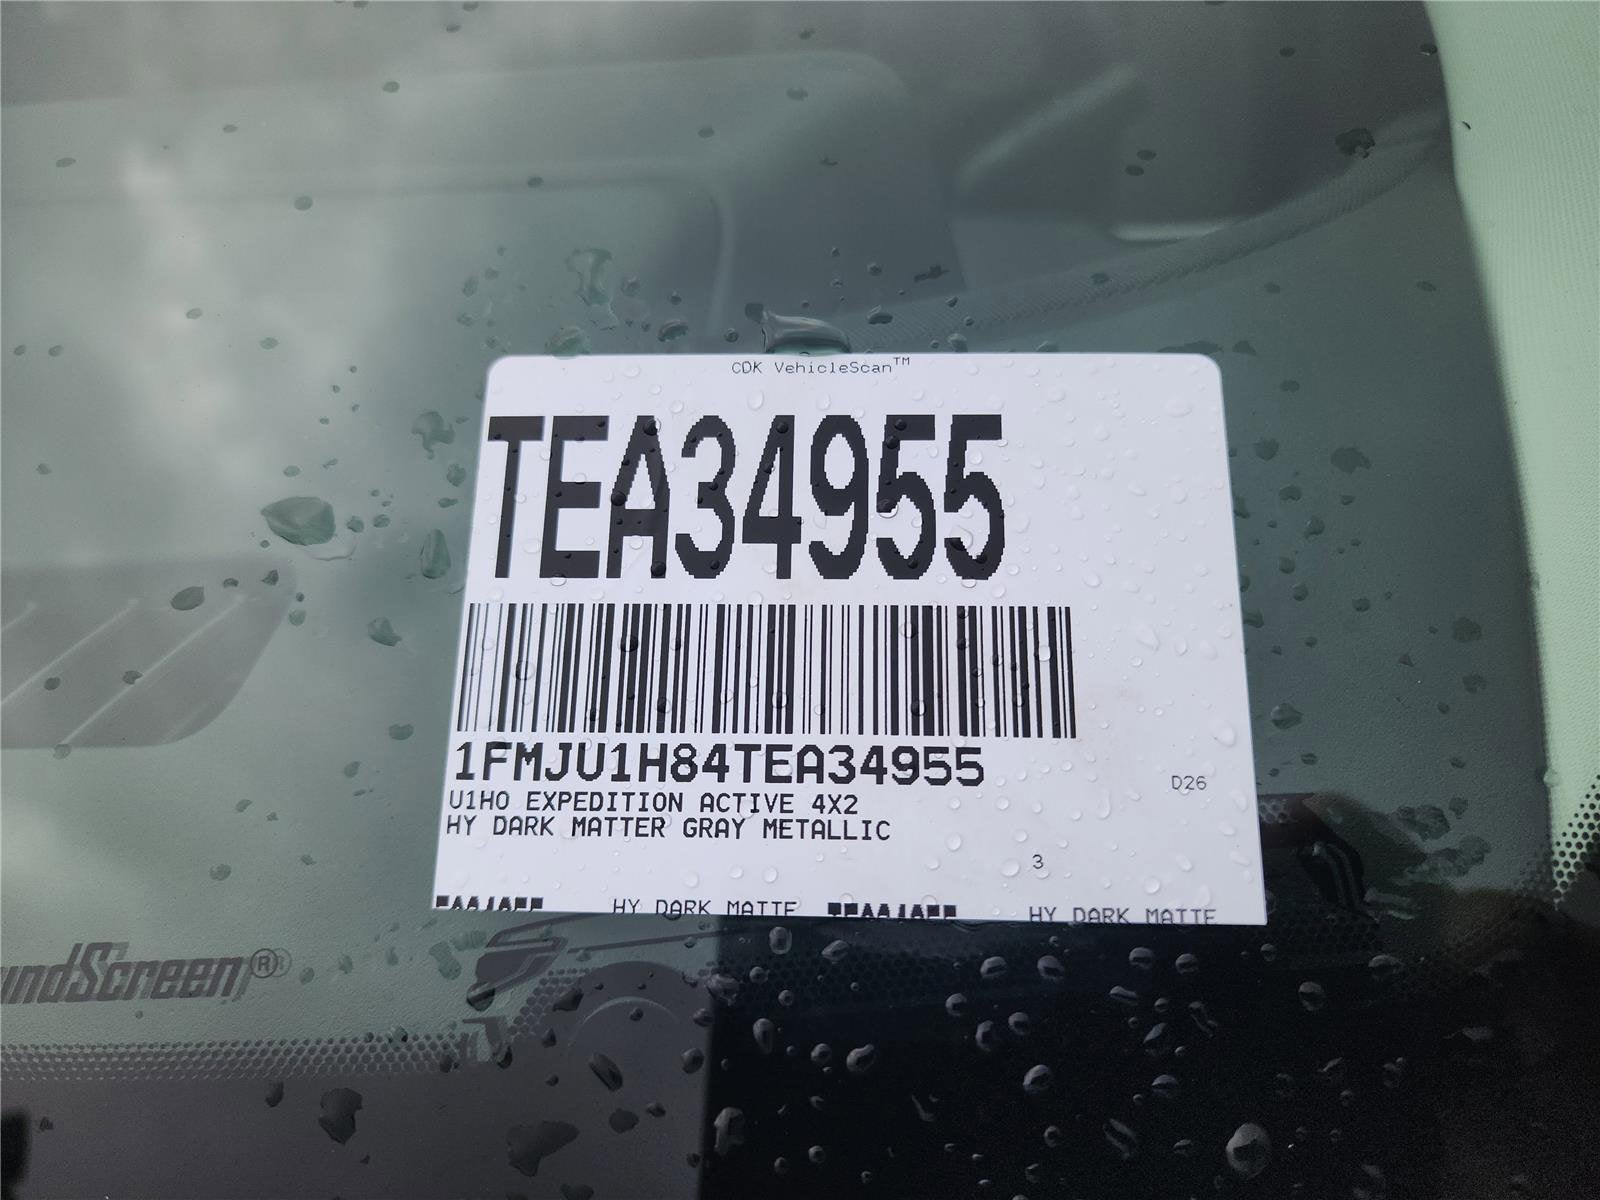 CDK VehicleScan™
TEA34955
1FMJU1H84TEA34955
D26
U1H0 EXPEDITION ACTIVE 4X2
HY DARK MATTER GRAY METALLIC
3
HY DARK MATTE
HY DARK MATTE
undScreen®